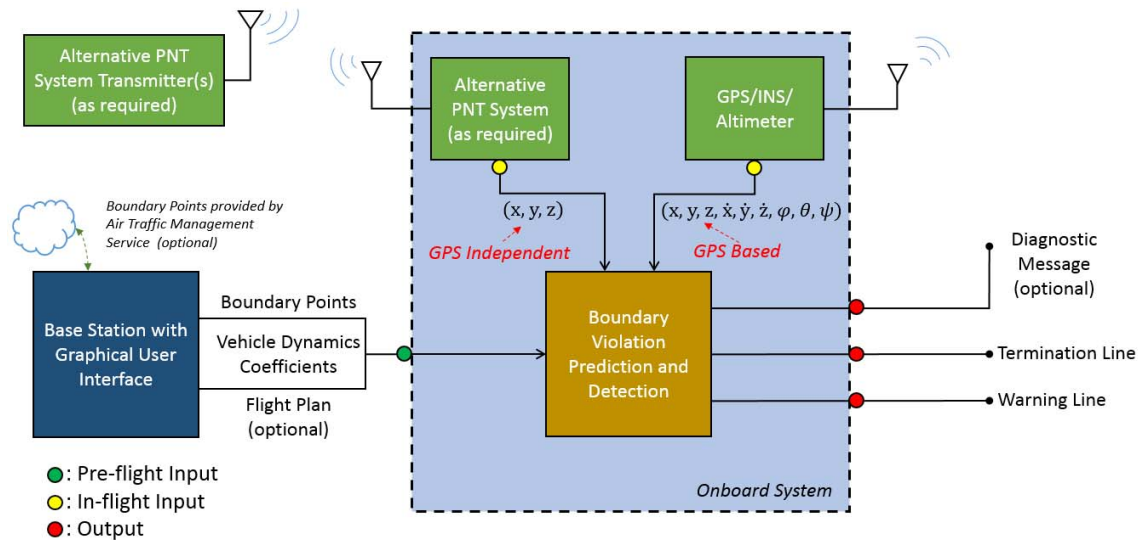 Alternative PNT
System Transmitter(s)
(as required)
Alternative
PNT System
(as required)
GPS/INS/
Altimeter
Boundary Points provided by
Air Traffic Management
Service (optional)
(x, y, z)
GPS Independent
(x, y, z, ẋ, ẏ, ż, φ, θ, ψ)
GPS Based
Base Station with
Graphical User
Interface
Boundary Points
Vehicle Dynamics
Coefficients
Flight Plan
(optional)
Boundary
Violation
Prediction and
Detection
Diagnostic
Message
(optional)
Termination Line
Warning Line
: Pre-flight Input
: In-flight Input
: Output
Onboard System